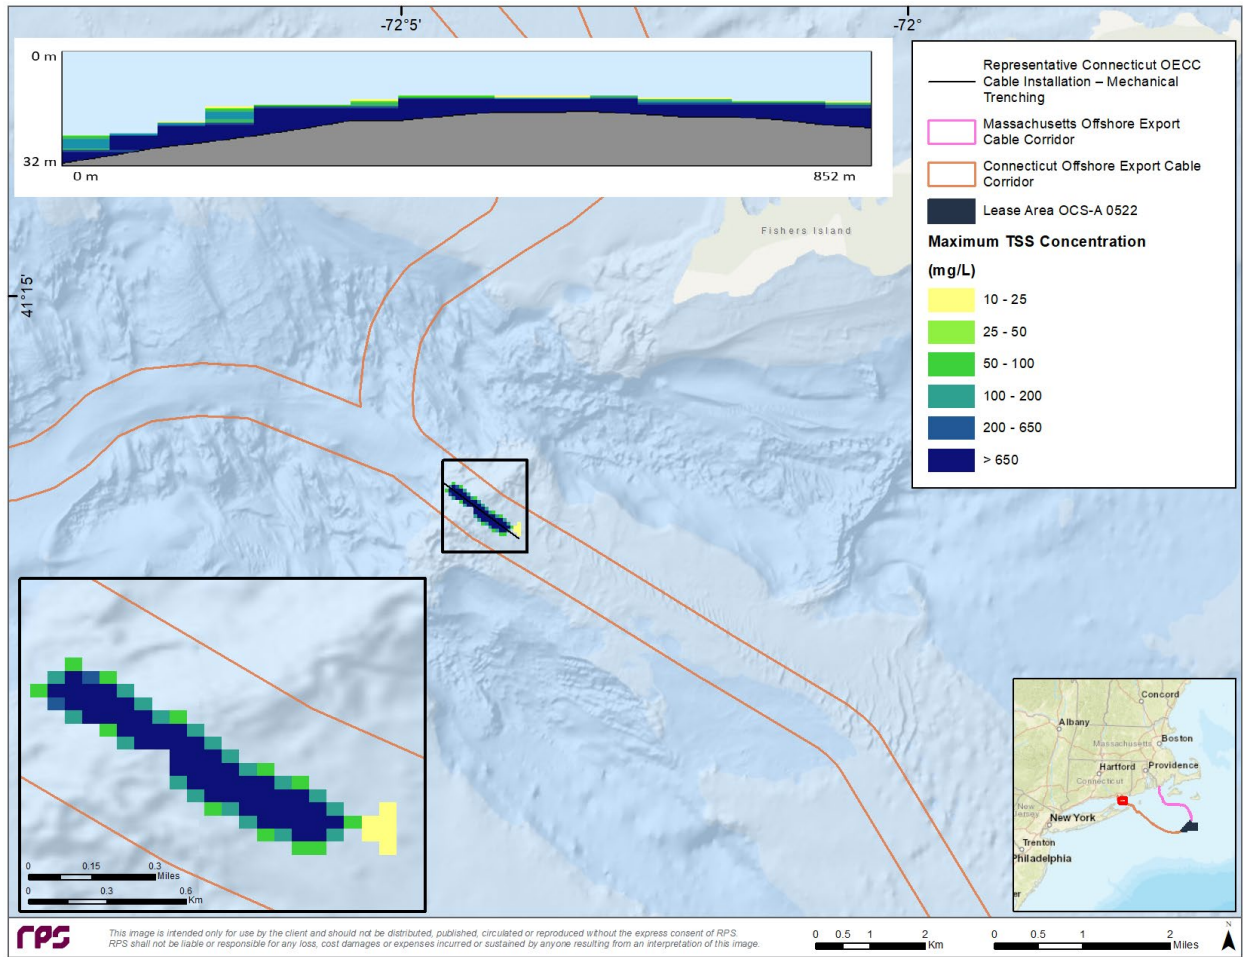 -72°5'
-72°
0 m
32 m
0 m
852 m
41°15'
Fishers Island
Representative Connecticut OECC
Cable Installation – Mechanical
Trenching
Massachusetts Offshore Export
Cable Corridor
Connecticut Offshore Export Cable
Corridor
Lease Area OCS-A 0522
Maximum TSS Concentration
(mg/L)
10 - 25
25 - 50
50 - 100
100 - 200
200 - 650
> 650
0 0.15 0.3
Miles
0 0.3 0.6
Km
Concord
Albany
Boston
Massachusetts
Hartford
Providence
Connecticut
New
Jersey
New York
Trenton
Philadelphia
er
rps
This image is intended only for use by the client and should not be distributed, published, circulated or reproduced without the express consent of RPS.
RPS shall not be liable or responsible for any loss, cost damages or expenses incurred or sustained by anyone resulting from an interpretation of this image.
0 0.5 1 2
Km
0 0.5 1 2
Miles
N